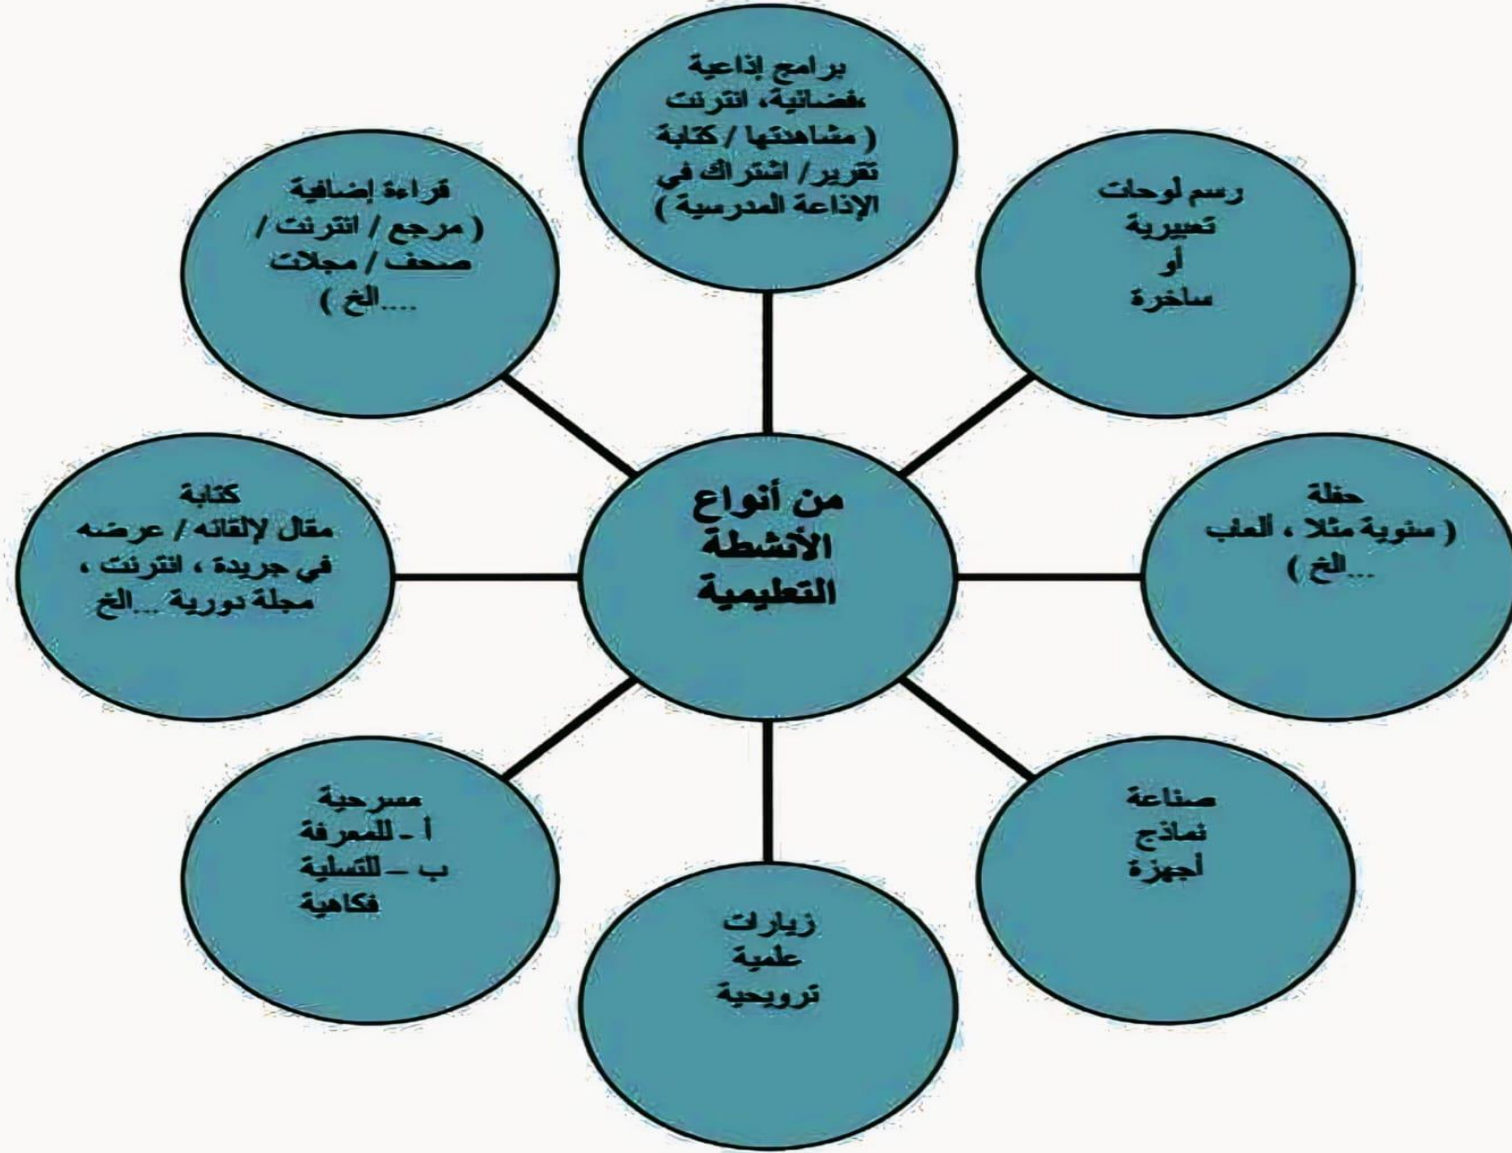 برامج إذاعية
،فضائية، انترنت
( مشاهدتها / كتابة
تقرير/ اشتراك في
الإذاعة المدرسية )
رسم لوحات
تعبيرية
أو
ساخرة
حفلة
( سنوية مثلا ، ألعاب
...الخ )
صناعة
نماذج
أجهزة
زيارات
علمية
ترويحية
مسرحية
أ - للمعرفة
ب – للتسلية
فكاهية
كتابة
مقال لإلقائه / عرضه
في جريدة ، انترنت ،
مجلة دورية ...الخ
قراءة إضافية
( مرجع / انترنت /
صحف / مجلات
....الخ )
من أنواع
الأنشطة
التعليمية